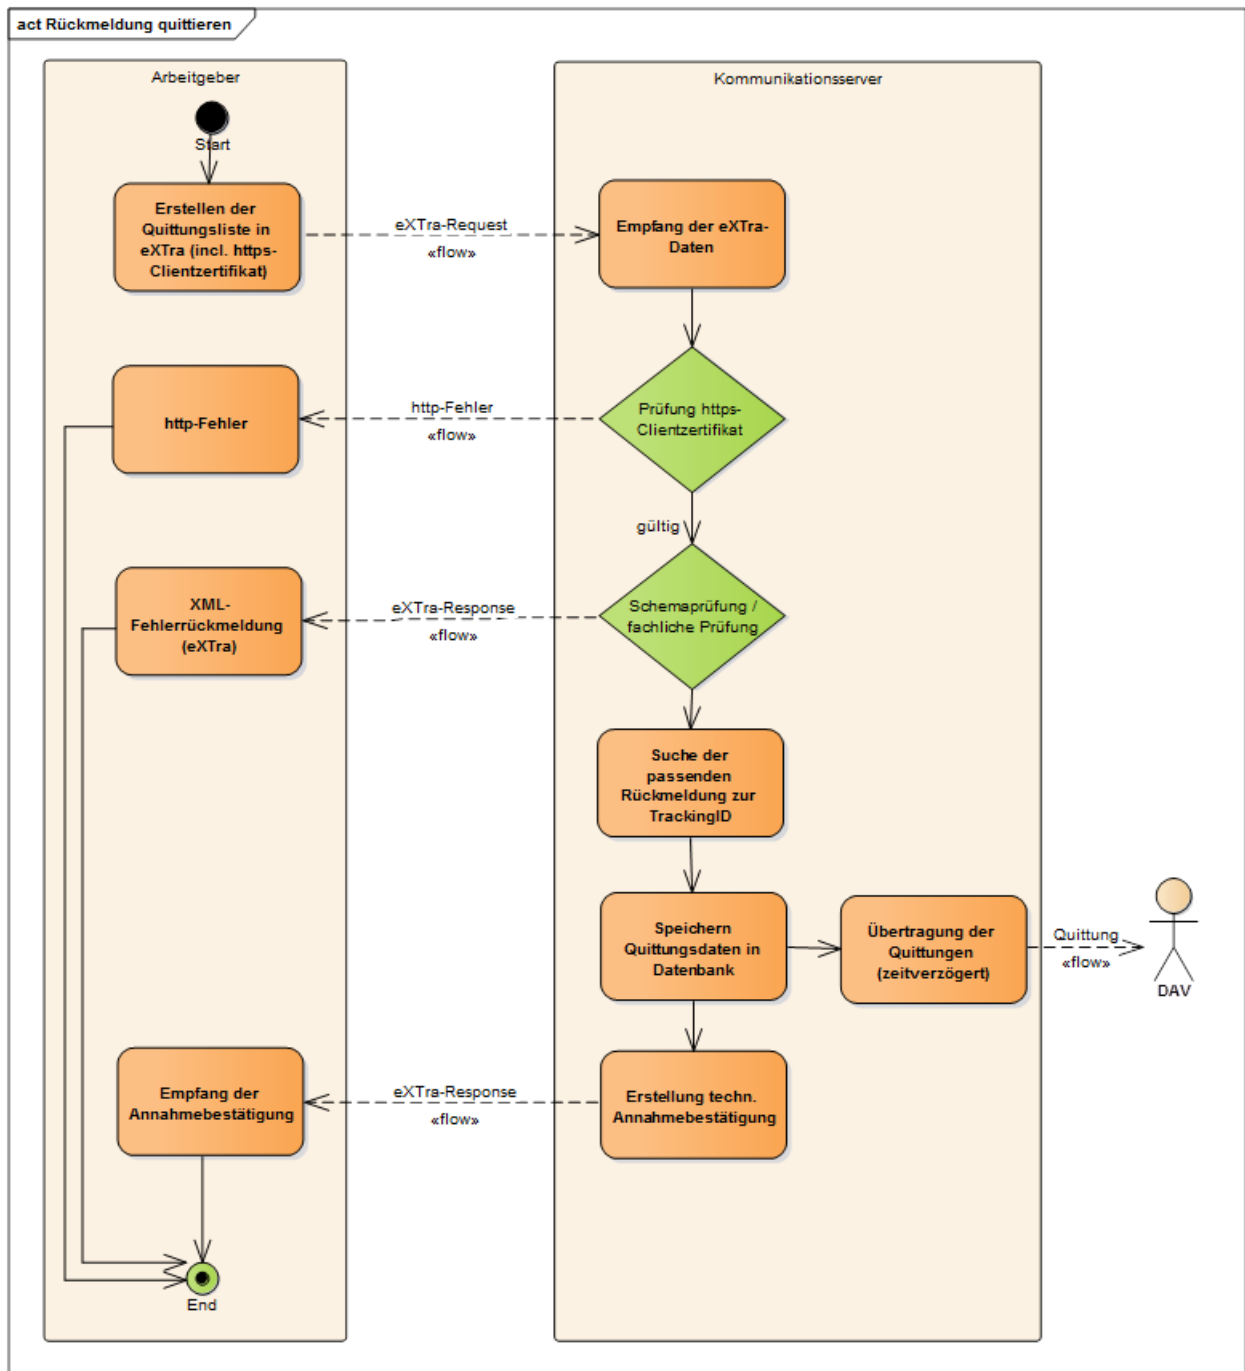 act Rückmeldung quittieren
Arbeitgeber
Kommunikationsserver
Start
Erstellen der
Quittungsliste in
eXTra (incl. https-
Clientzertifikat)
eXTra-Request
«flow»
Empfang der eXTra-
Daten
http-Fehler
http-Fehler
«flow»
Prüfung https-
Clientzertifikat
gültig
XML-
Fehlerrückmeldung
(eXTra)
eXTra-Response
«flow»
Schemaprüfung /
fachliche Prüfung
Suche der
passenden
Rückmeldung zur
TrackingID
Speichern
Quittungsdaten in
Datenbank
Übertragung der
Quittungen
(zeitverzögert)
Quittung
«flow»
DAV
Empfang der
Annahmebestätigung
eXTra-Response
«flow»
Erstellung techn.
Annahmebestätigung
End